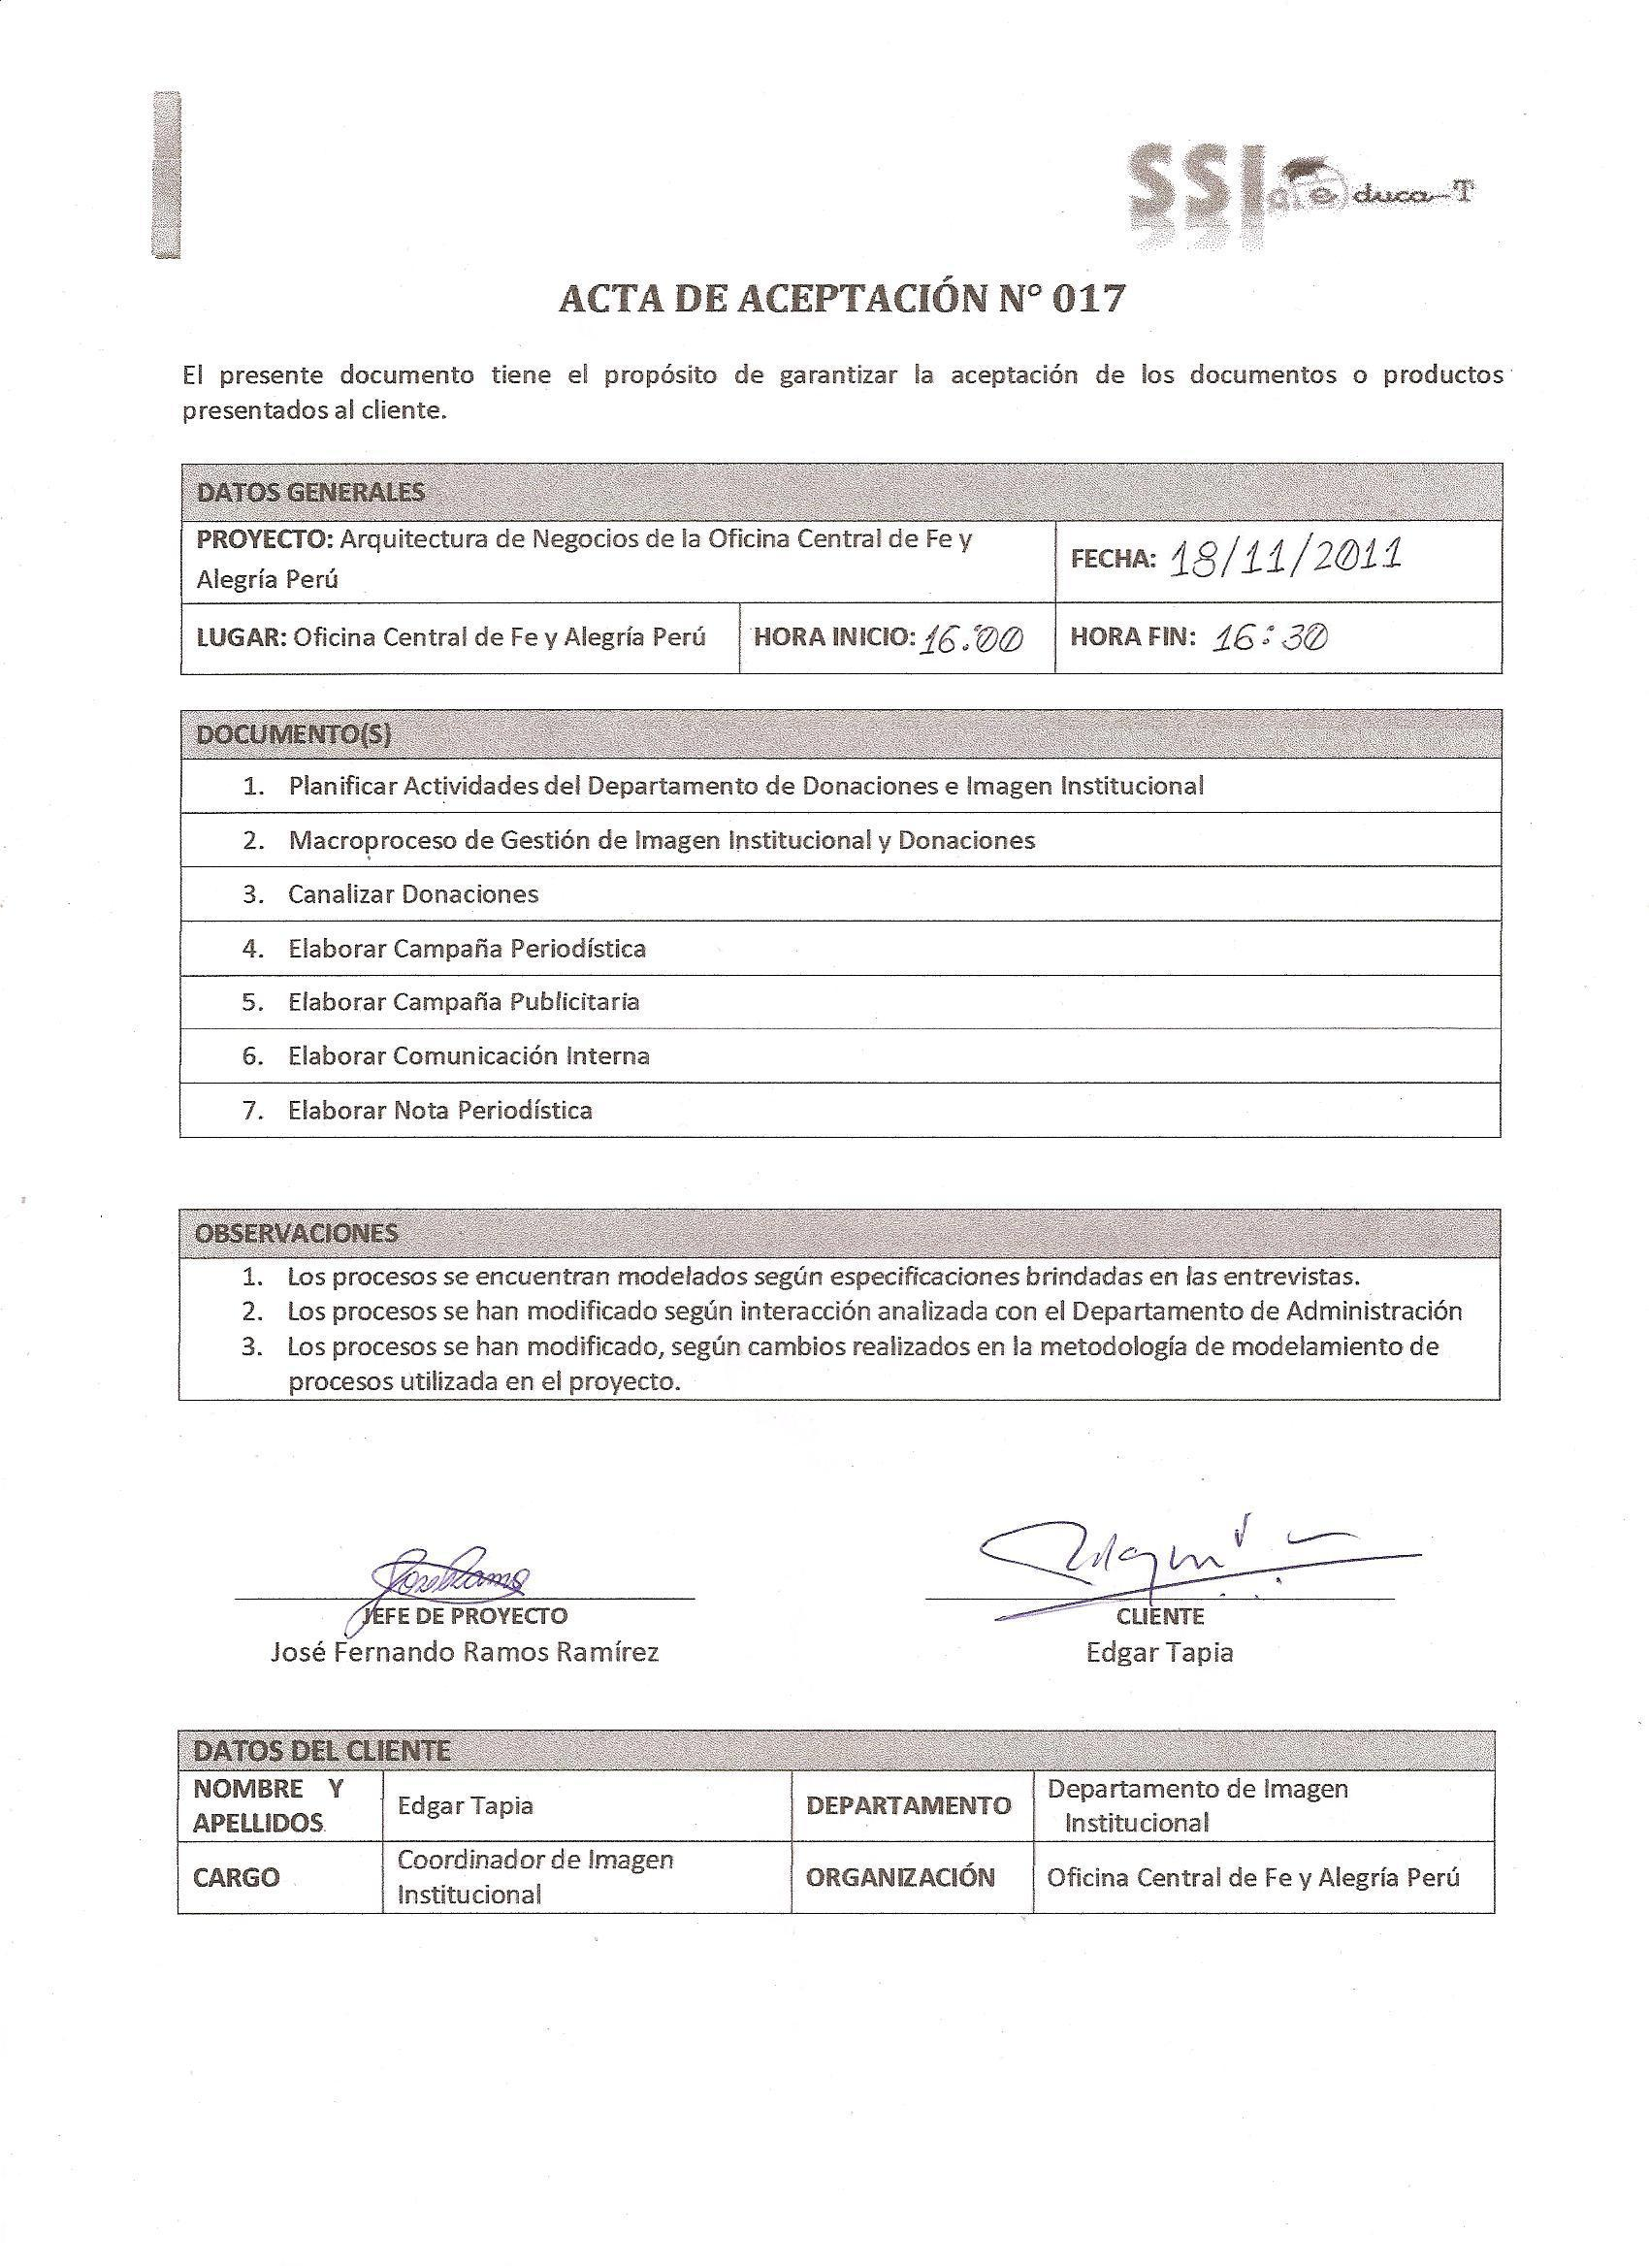 SSI educa-T
ACTA DE ACEPTACIÓN N° 017
El presente documento tiene el propósito de garantizar la aceptación de los documentos o productos
presentados al cliente.
DATOS GENERALES
PROYECTO: Arquitectura de Negocios de la Oficina Central de Fe y
Alegría Perú
FECHA: 18/11/2011
LUGAR: Oficina Central de Fe y Alegría Perú
HORA INICIO: 16:00
HORA FIN: 16:30
DOCUMENTO(S)
1. Planificar Actividades del Departamento de Donaciones e Imagen Institucional
2. Macroproceso de Gestión de Imagen Institucional y Donaciones
3. Canalizar Donaciones
4. Elaborar Campaña Periodística
5. Elaborar Campaña Publicitaria
6. Elaborar Comunicación Interna
7. Elaborar Nota Periodística
OBSERVACIONES
1. Los procesos se encuentran modelados según especificaciones brindadas en las entrevistas.
2. Los procesos se han modificado según interacción analizada con el Departamento de Administración
3. Los procesos se han modificado, según cambios realizados en la metodología de modelamiento de
procesos utilizada en el proyecto.
JEFE DE PROYECTO
José Fernando Ramos Ramírez
CLIENTE
Edgar Tapia
DATOS DEL CLIENTE
NOMBRE Y
APELLIDOS
Edgar Tapia
DEPARTAMENTO
Departamento de Imagen
Institucional
CARGO
Coordinador de Imagen
Institucional
ORGANIZACIÓN
Oficina Central de Fe y Alegría Perú